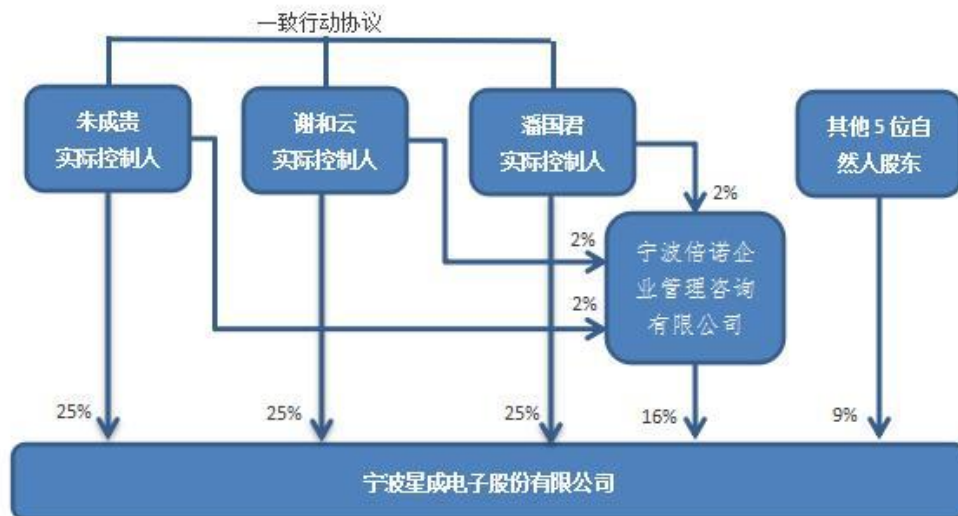 一致行动协议
朱成贵
实际控制人
谢和云
实际控制人
潘国君
实际控制人
其他 5 位自
然人股东
2%
2%
2%
宁波倍诺企
业管理咨询
有限公司
25%
25%
25%
16%
9%
宁波星成电子股份有限公司